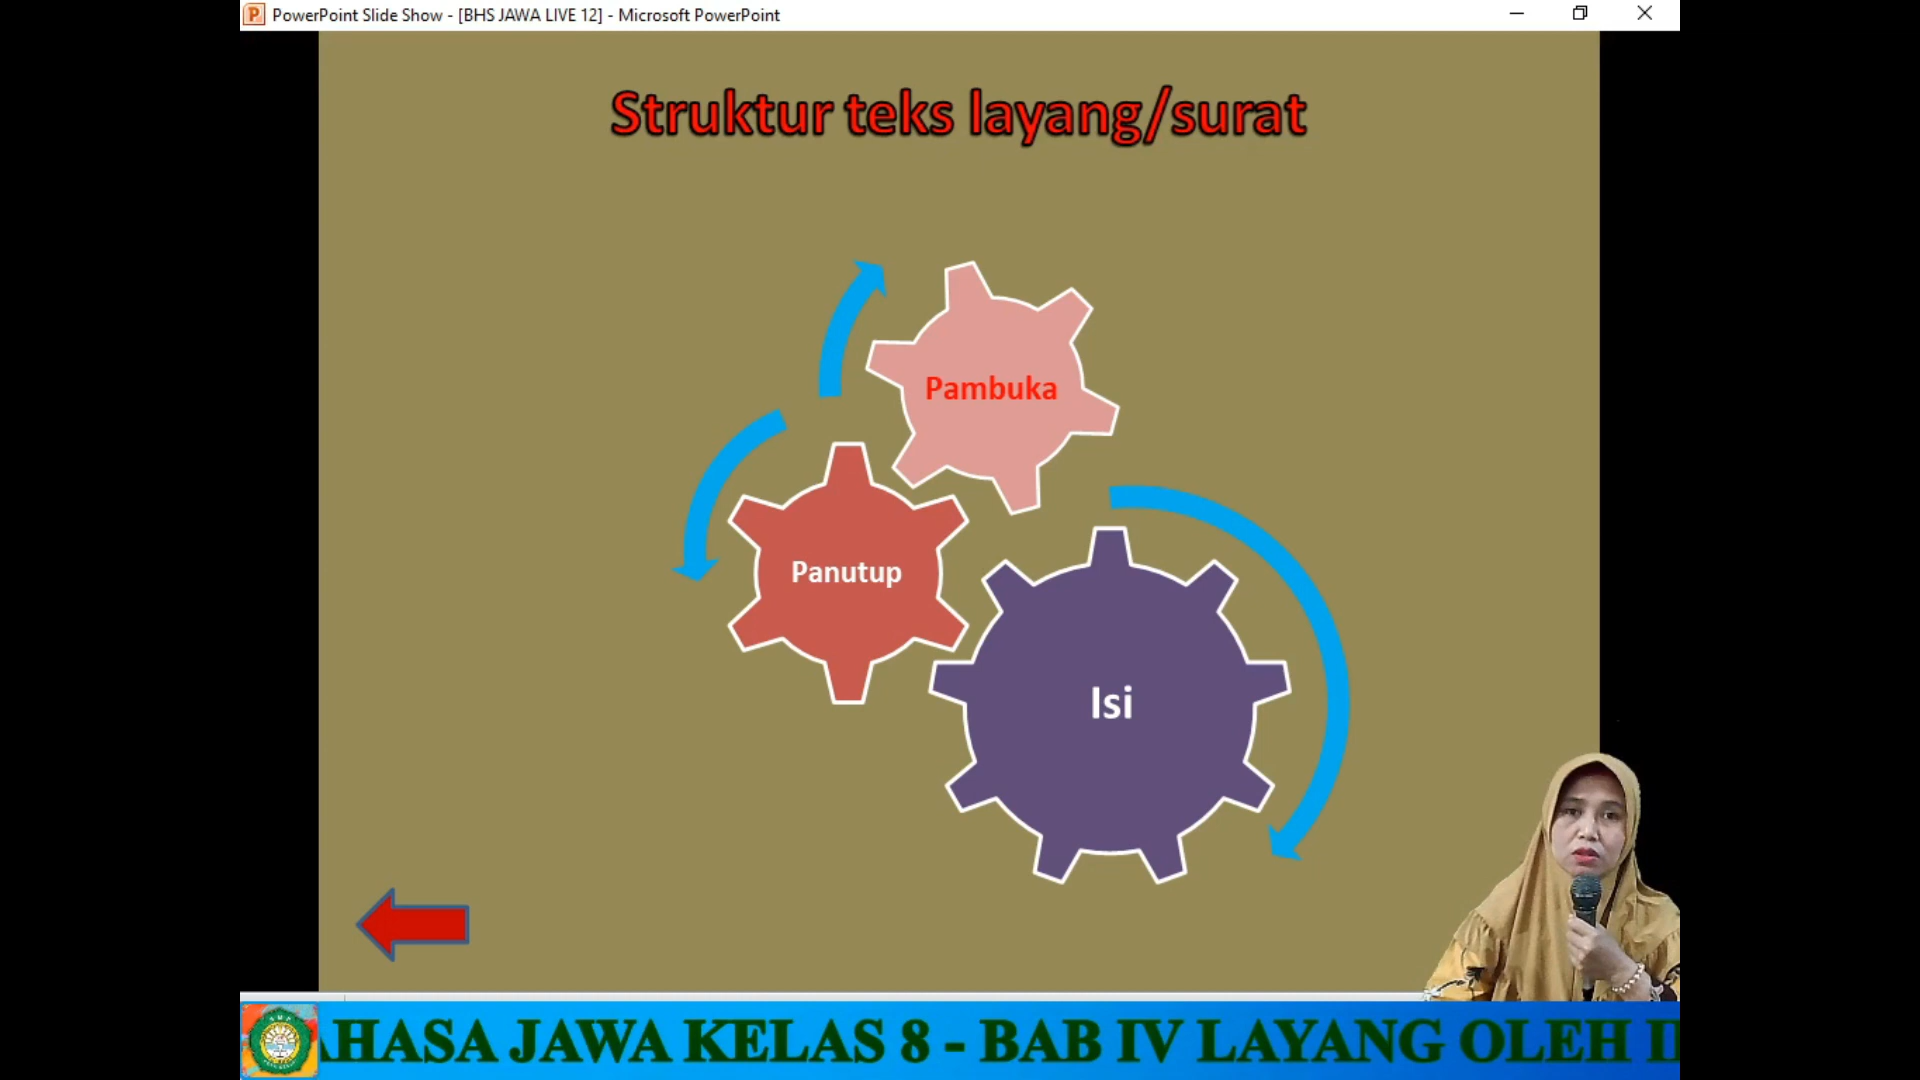 PowerPoint Slide Show - [BHS JAWA LIVE 12] - Microsoft PowerPoint
Struktur teks layang/surat
Pambuka
Panutup
Isi
HASA JAWA KELAS 8 - BAB IV LAYANG OLEH